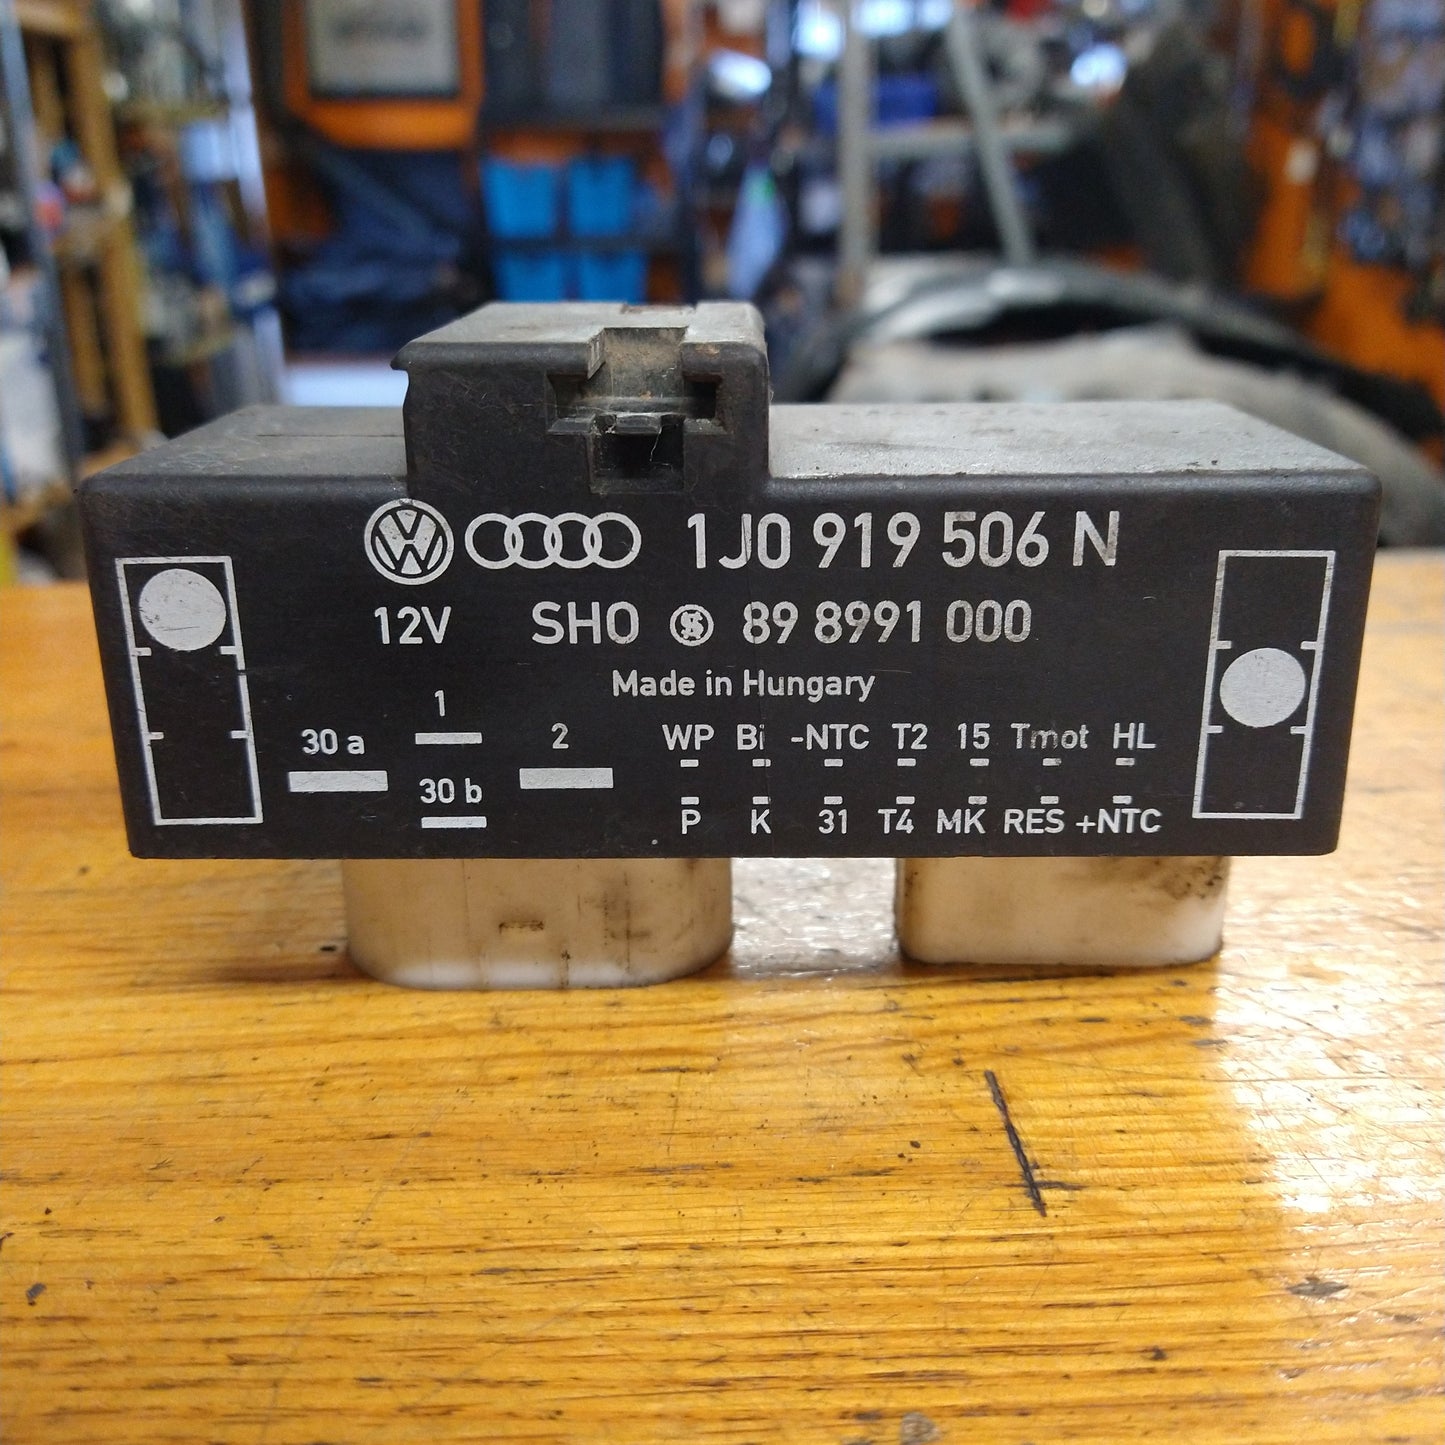 1J0 919 506 N
12V SHO 89 8991 000
Made in Hungary
30 a 1 2 WP Bi -NTC T2 15 Tmot HL
30 b P K 31 T4 MK RES +NTC